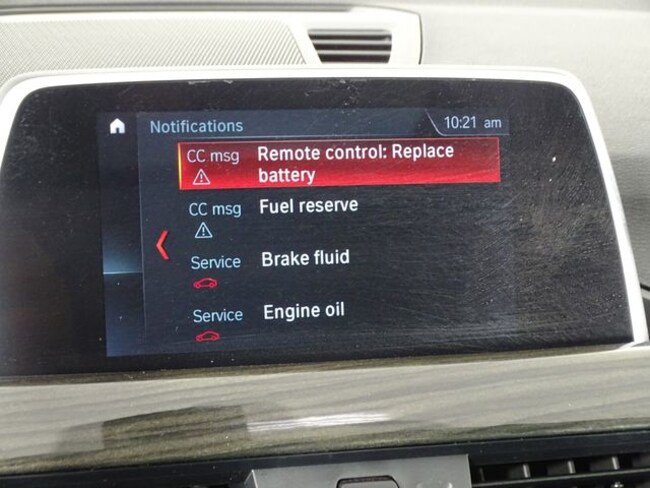 Notifications
10:21 am
CC msg
Remote control: Replace
battery
CC msg
Fuel reserve
Service
Brake fluid
Service
Engine oil